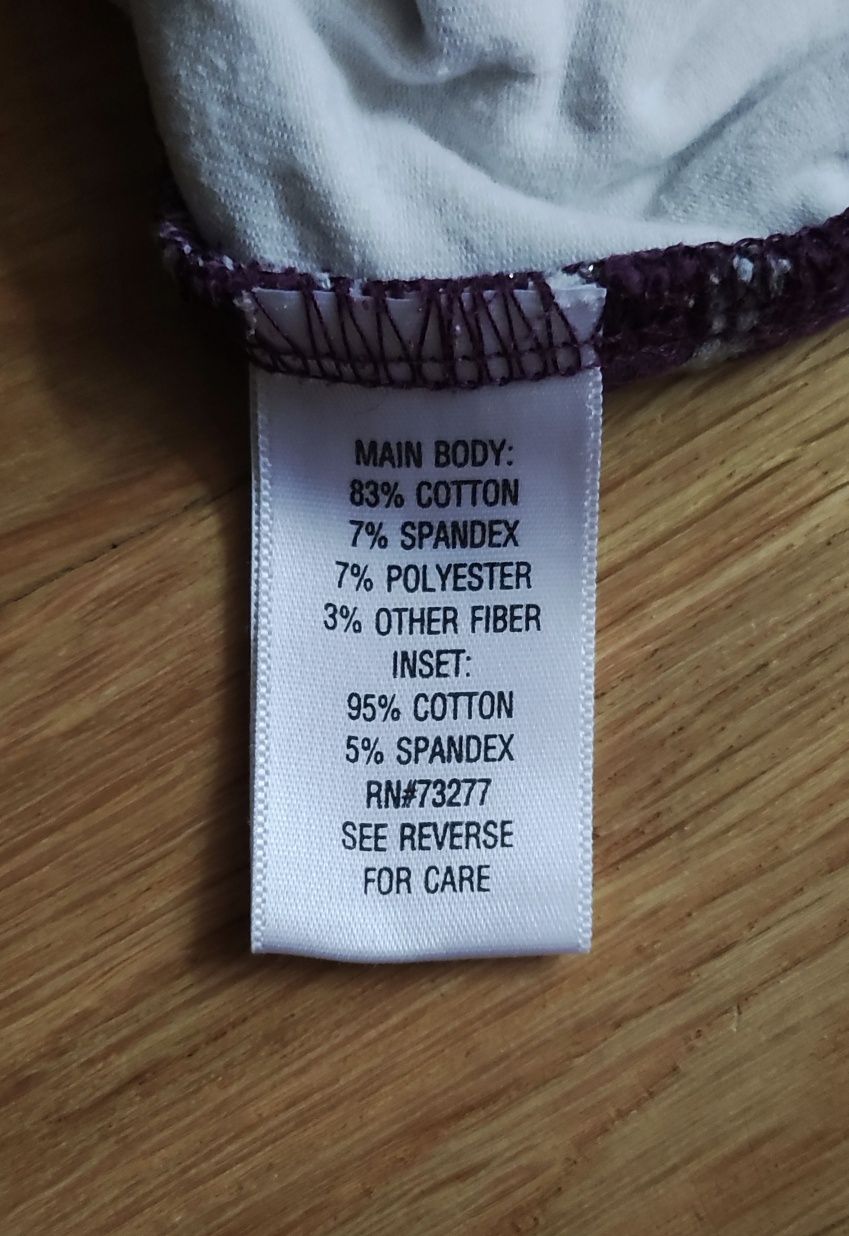 MAIN BODY:
83% COTTON
7% SPANDEX
7% POLYESTER
3% OTHER FIBER
INSET:
95% COTTON
5% SPANDEX
RN#73277
SEE REVERSE
FOR CARE